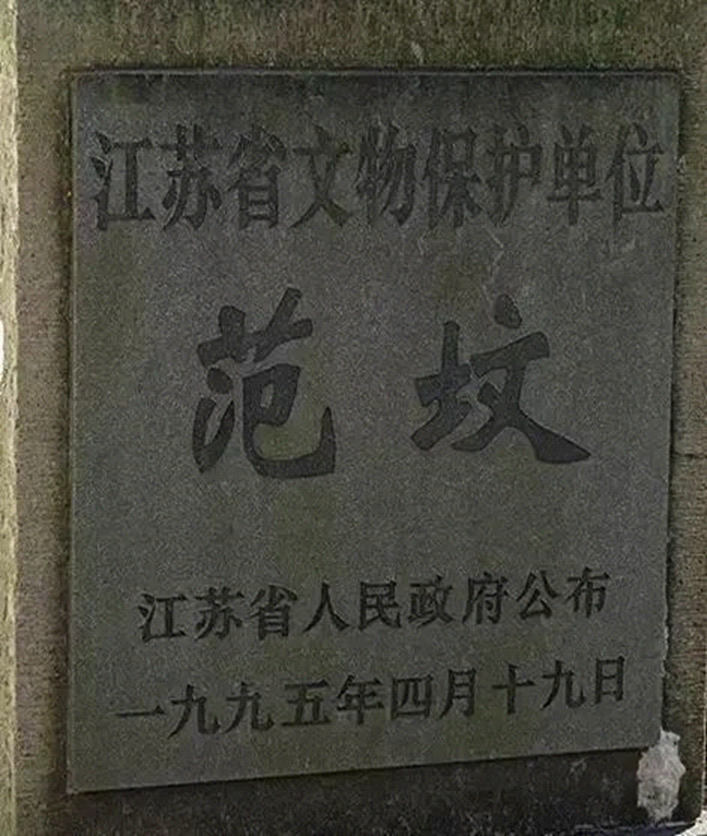 江苏省文物保护单位
范坟
江苏省人民政府公布
一九九五年四月十九日